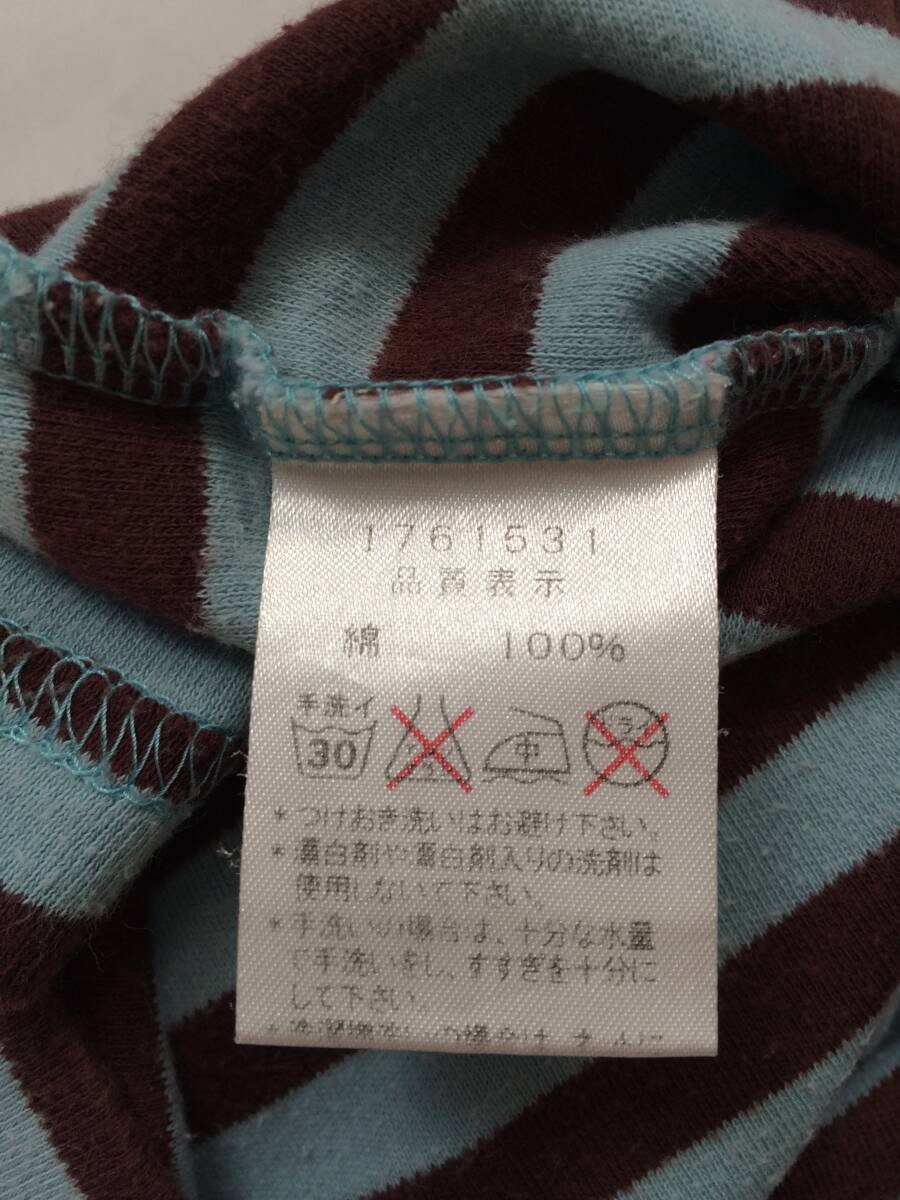 1761531
品質表示
綿 100%
手洗イ
30 中 ドライ
*つけおき洗いはお避け下さい。
*漂白剤や漂白剤入りの洗剤は
使用しないで下さい。
*手洗いの場合は、十分な水量
で手洗いをし、すすぎを十分に
して下さい。